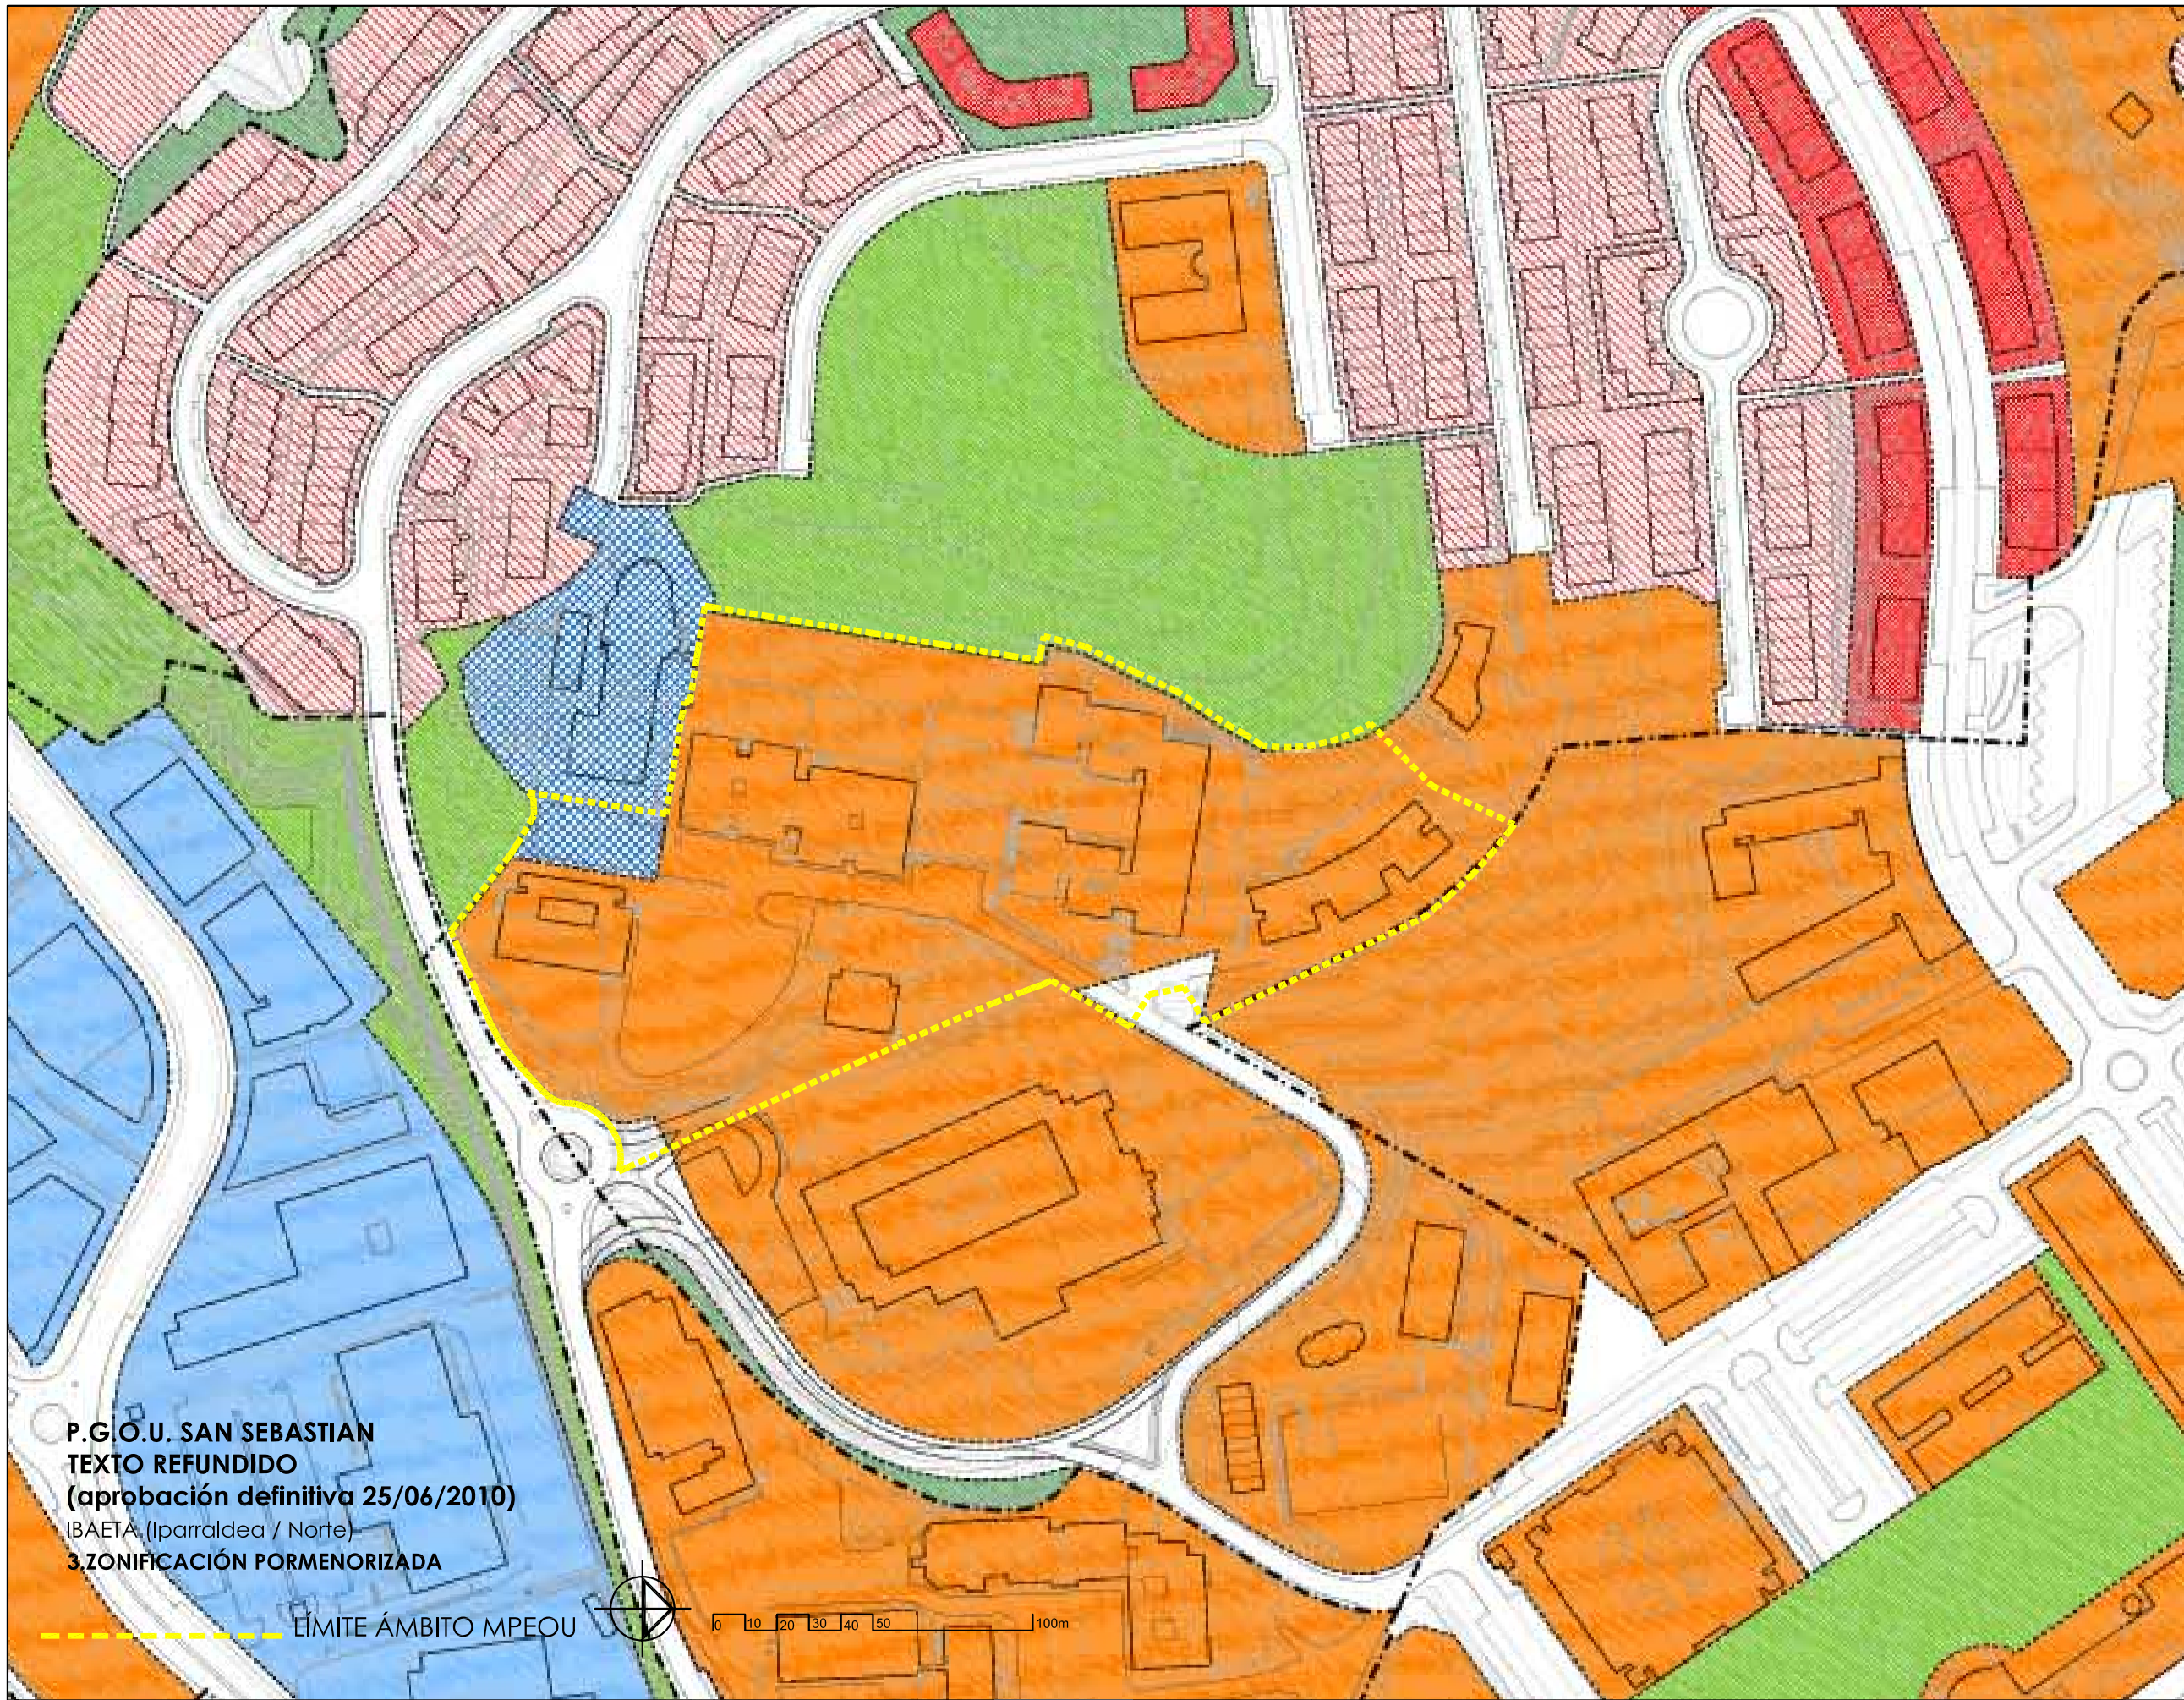 P.G.O.U. SAN SEBASTIAN
TEXTO REFUNDIDO
(aprobación definitiva 25/06/2010)
IBAETA (Iparraldea / Norte)
3.ZONIFICACIÓN PORMENORIZADA
LÍMITE ÁMBITO MPEOU
0 10 20 30 40 50 100m